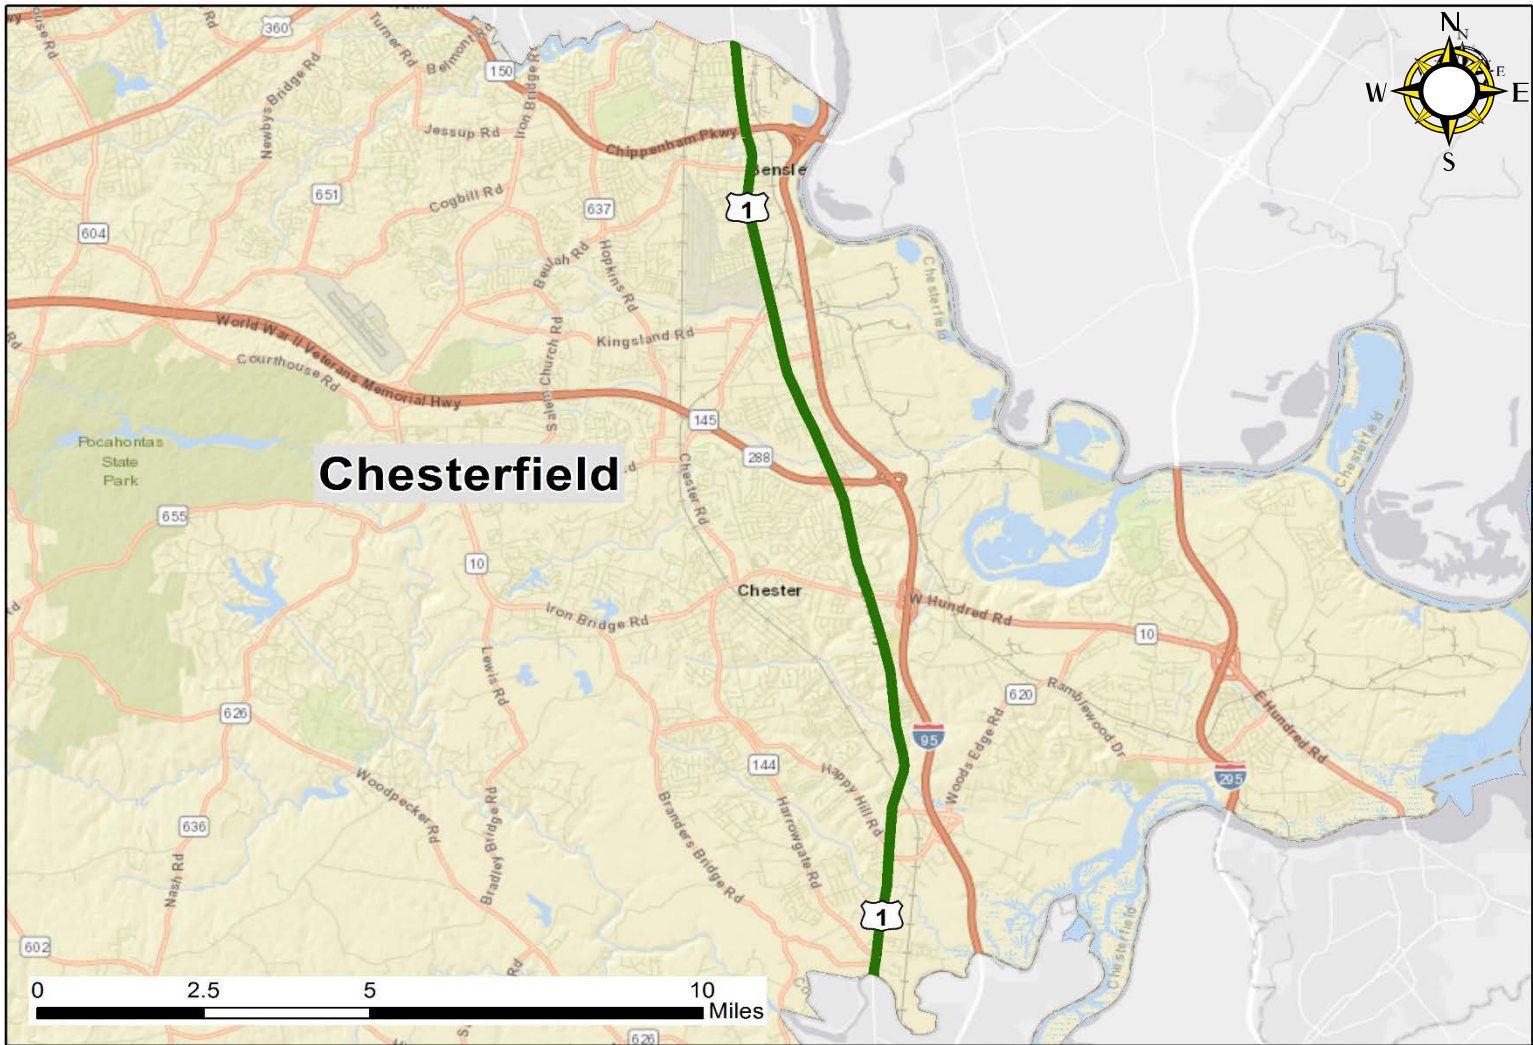 360
Turner Rd
Belmont Rd
150
Newbys Bridge Rd
Jessup Rd
Iron Bridge Rd
Chippenham Pkwy
N
N
E
W
E
S
651
Cogbill Rd
637
604
1
Beulah Rd
Hopkins Rd
Chesterfield
World War II Veterans Memorial Hwy
Courthouse Rd
Salem Church Rd
Kingsland Rd
145
288
Pocahontas
State
Park
Chesterfield
Chester Rd
Chesterfield
655
10
Chester
Iron Bridge Rd
W Hundred Rd
10
Lewis Rd
620
Ramblewood Dr
E Hundred Rd
626
95
Woods Edge Rd
295
144
Happy Hill Rd
Woodpecker Rd
Branders Bridge Rd
Harrowgate Rd
636
Nash Rd
Bradley Bridge Rd
1
602
Rd
Chesterfield
0 2.5 5 10
Miles
626